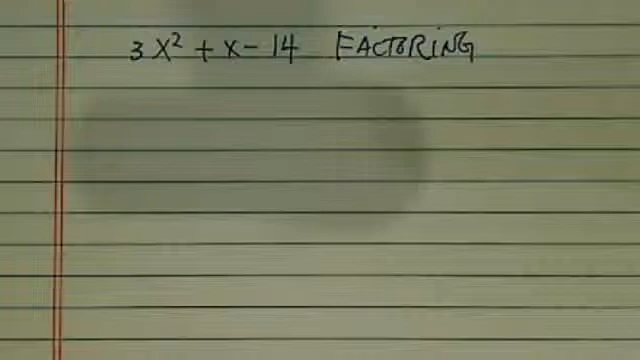 3x² + x - 14 FACTORING